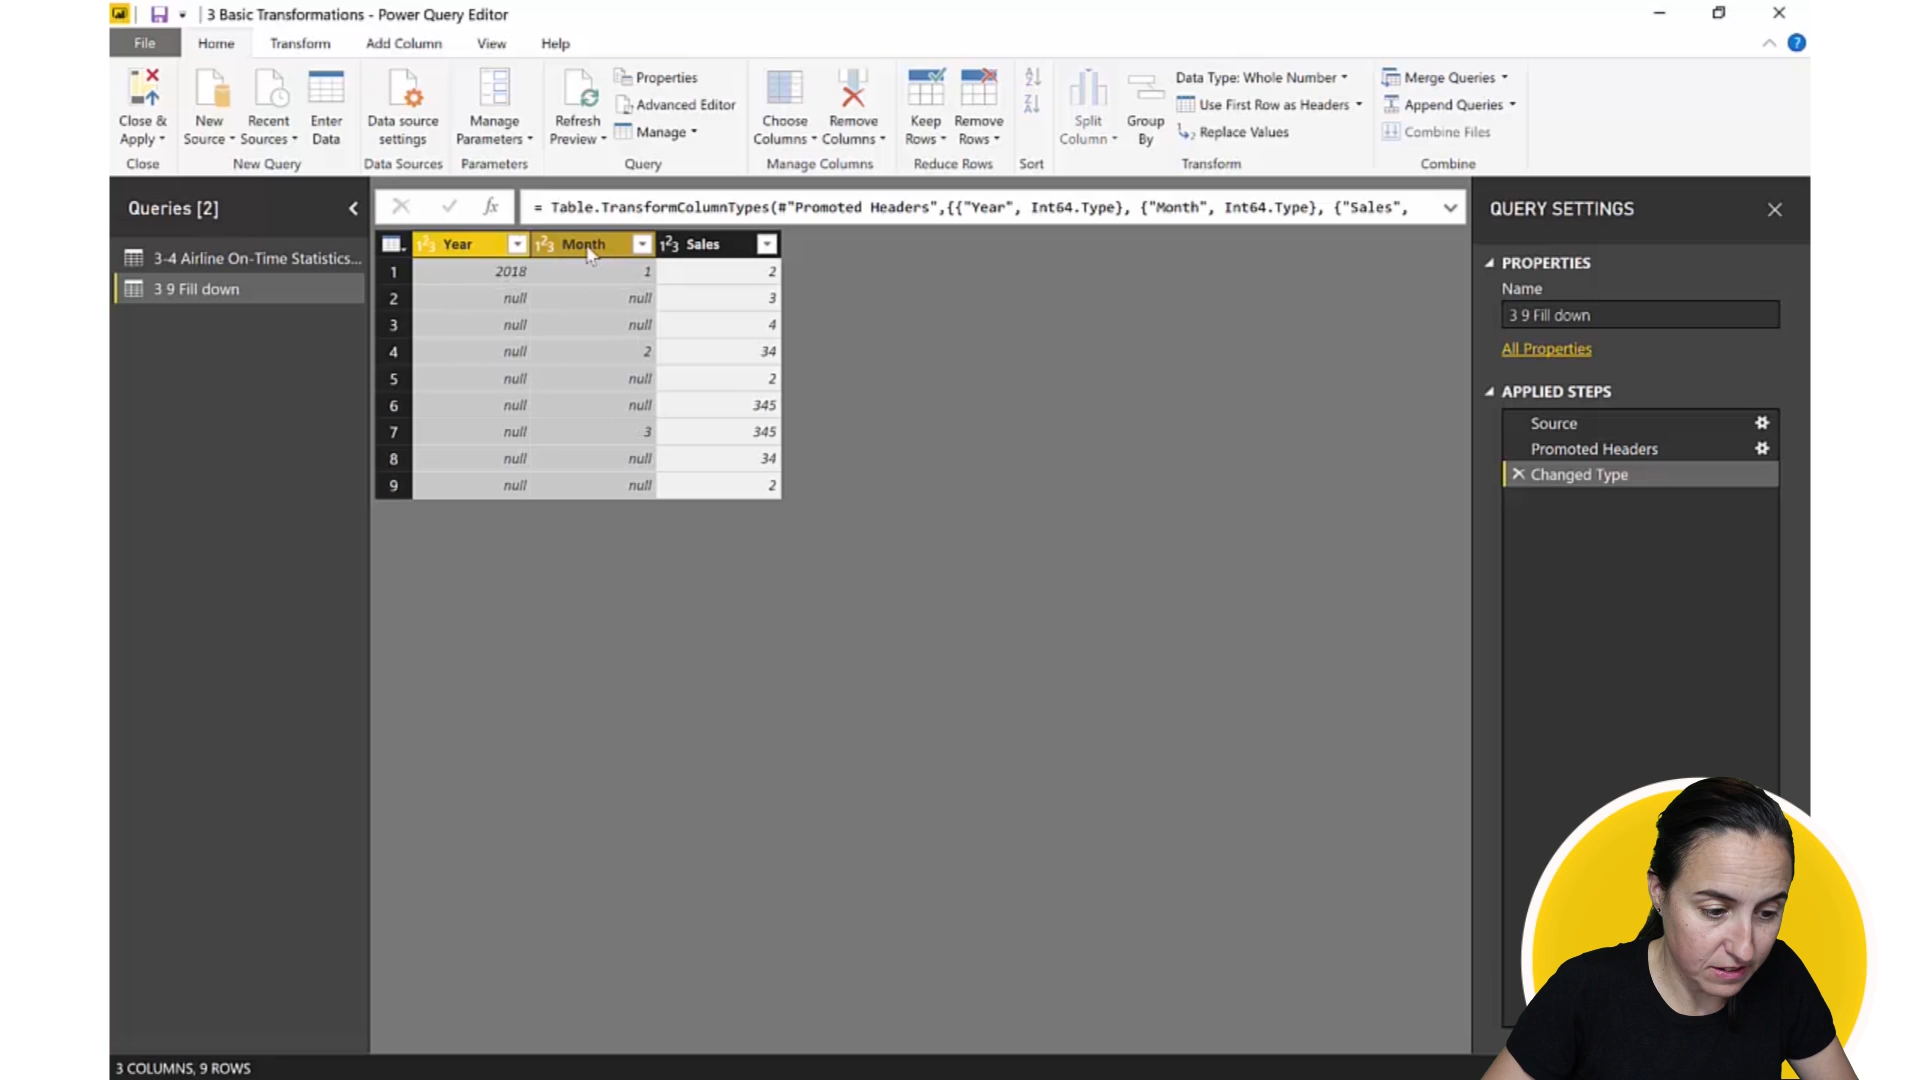 3 Basic Transformations - Power Query Editor
File Home Transform Add Column View Help
Close & Apply
New Source
Recent Sources
Enter Data
Data source settings
Manage Parameters
Refresh Preview
Properties
Advanced Editor
Manage
Choose Columns
Remove Columns
Keep Rows
Remove Rows
Split Column
Group By
Data Type: Whole Number
Use First Row as Headers
Replace Values
Merge Queries
Append Queries
Combine Files
Close New Query Data Sources Parameters Query Manage Columns Reduce Rows Sort Transform Combine
Queries [2]
3-4 Airline On-Time Statistics...
3 9 Fill down
fx = Table.TransformColumnTypes(#"Promoted Headers",{{"Year", Int64.Type}, {"Month", Int64.Type}, {"Sales",
1²3 Year 1²3 Month 1²3 Sales
1 2018 1 2
2 null null 3
3 null null 4
4 null 2 34
5 null null 2
6 null null 345
7 null 3 345
8 null null 34
9 null null 2
QUERY SETTINGS
PROPERTIES
Name
3 9 Fill down
All Properties
APPLIED STEPS
Source
Promoted Headers
Changed Type
3 COLUMNS, 9 ROWS